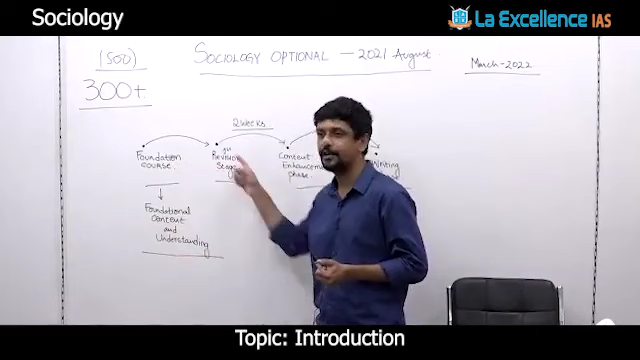 Sociology
La Excellence IAS
(500)
300+
SOCIOLOGY OPTIONAL - 2021 August
March-2022
2 Weeks
Foundation
course.
1st
Revision
Stage
Content
Enhancement
phase.
Writing
Foundational
Content
and
Understanding
Topic: Introduction